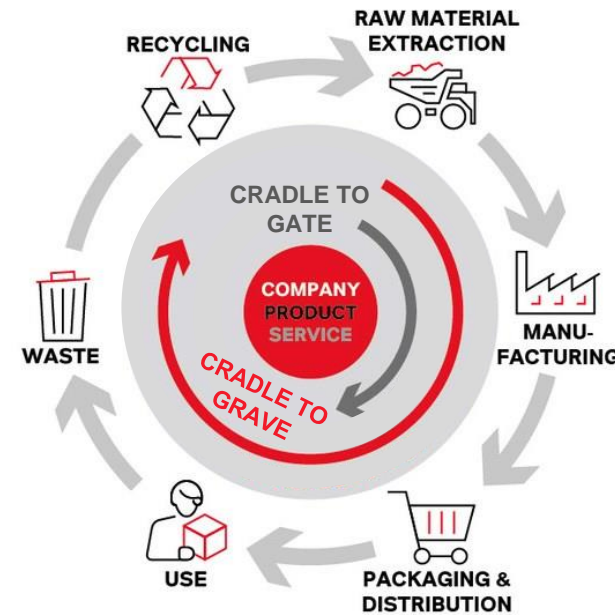 RECYCLING
RAW MATERIAL
EXTRACTION
CRADLE TO
GATE
COMPANY
PRODUCT
SERVICE
MANU-
FACTURING
WASTE
CRADLE TO
GRAVE
USE
PACKAGING &
DISTRIBUTION